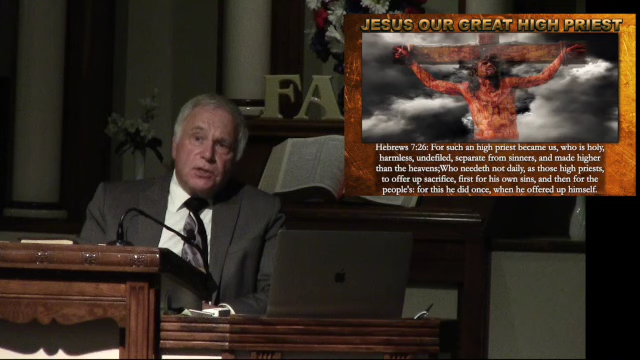 JESUS OUR GREAT HIGH PRIEST
Hebrews 7:26: For such an high priest became us, who is holy,
harmless, undefiled, separate from sinners, and made higher
than the heavens;Who needeth not daily, as those high priests,
to offer up sacrifice, first for his own sins, and then for the
people's: for this he did once, when he offered up himself.
FA